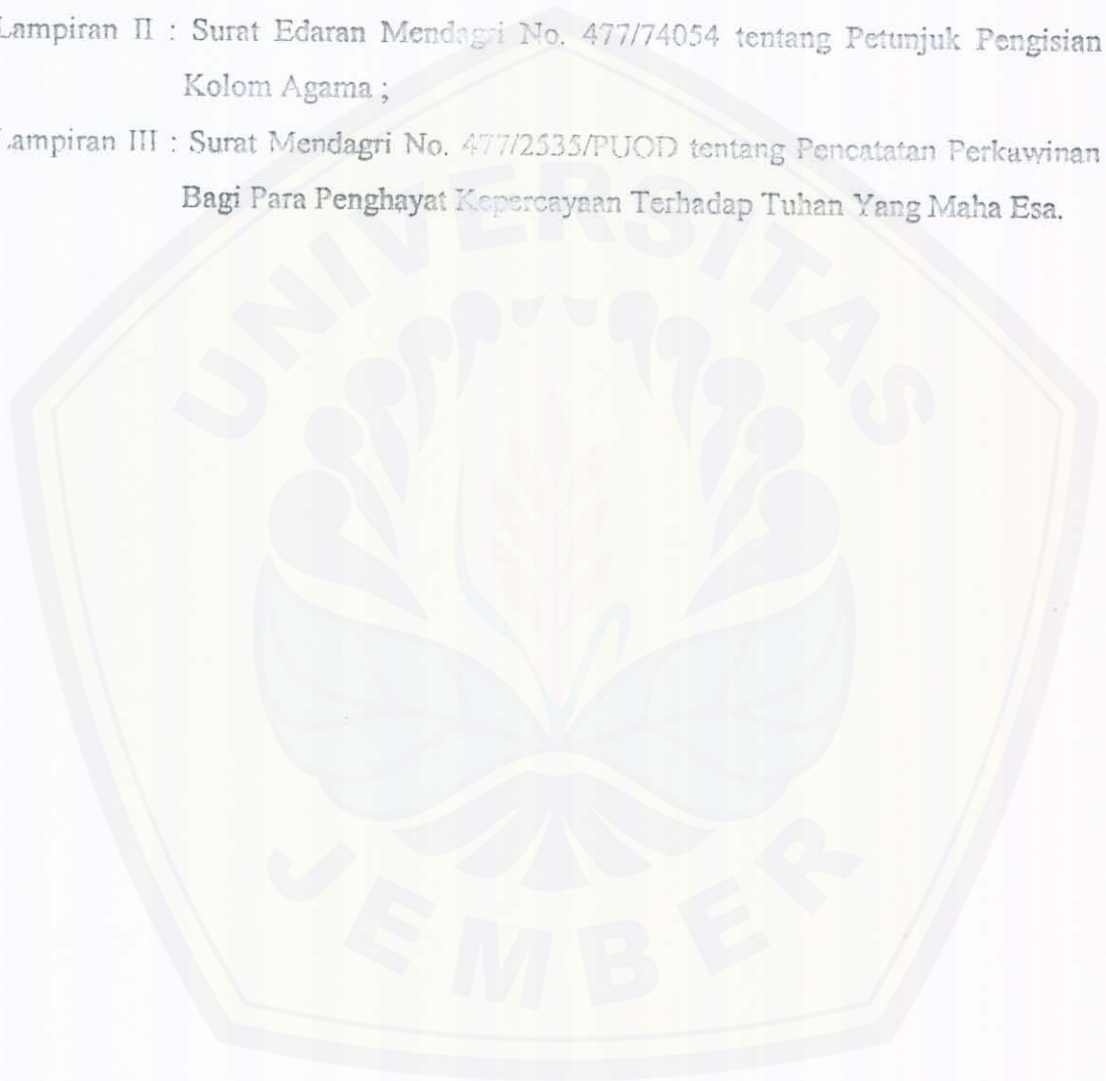 Lampiran II : Surat Edaran Mendagri No. 477/74054 tentang Petunjuk Pengisian
Kolom Agama ;
Lampiran III : Surat Mendagri No. 477/2535/PUOD tentang Pencatatan Perkawinan
Bagi Para Penghayat Kepercayaan Terhadap Tuhan Yang Maha Esa.
UNIVERSITAS
JEMBER